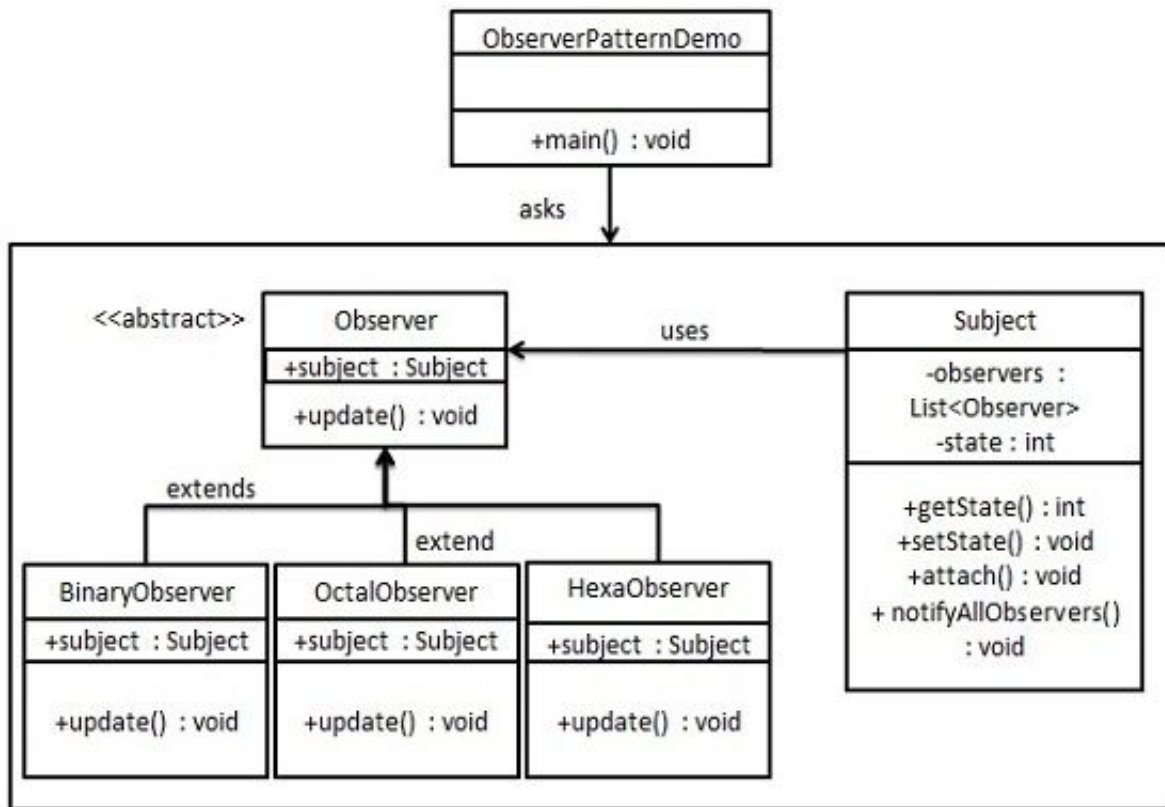 ObserverPatternDemo
+main() : void
asks
<<abstract>>
Observer
+subject : Subject
+update() : void
uses
Subject
-observers :
List<Observer>
-state : int
+getState() : int
+setState() : void
+attach() : void
+ notifyAllObservers()
: void
extends
extend
BinaryObserver
+subject : Subject
+update() : void
OctalObserver
+subject : Subject
+update() : void
HexaObserver
+subject : Subject
+update() : void